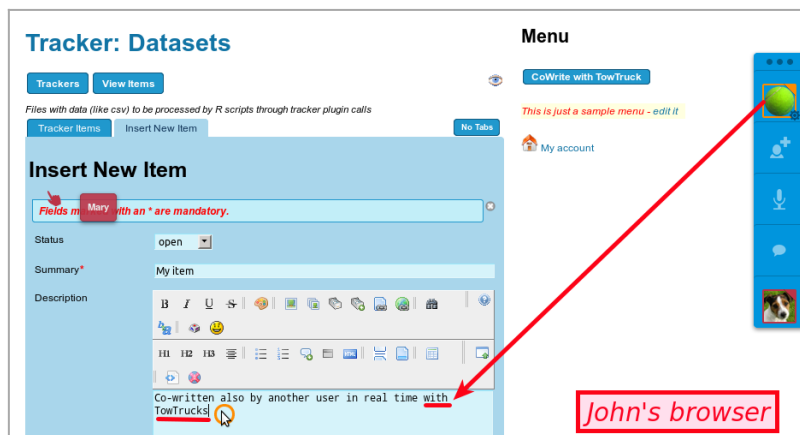 Tracker: Datasets
Menu
Trackers
View Items
CoWrite with TowTruck
Files with data (like csv) to be processed by R scripts through tracker plugin calls
This is just a sample menu - edit it
Tracker Items
Insert New Item
No Tabs
My account
Insert New Item
Mary
Fields m with an * are mandatory.
Status
open
Summary*
My item
Description
B I U S
H1 H2 H3
Co-written also by another user in real time with
TowTrucks
John's browser